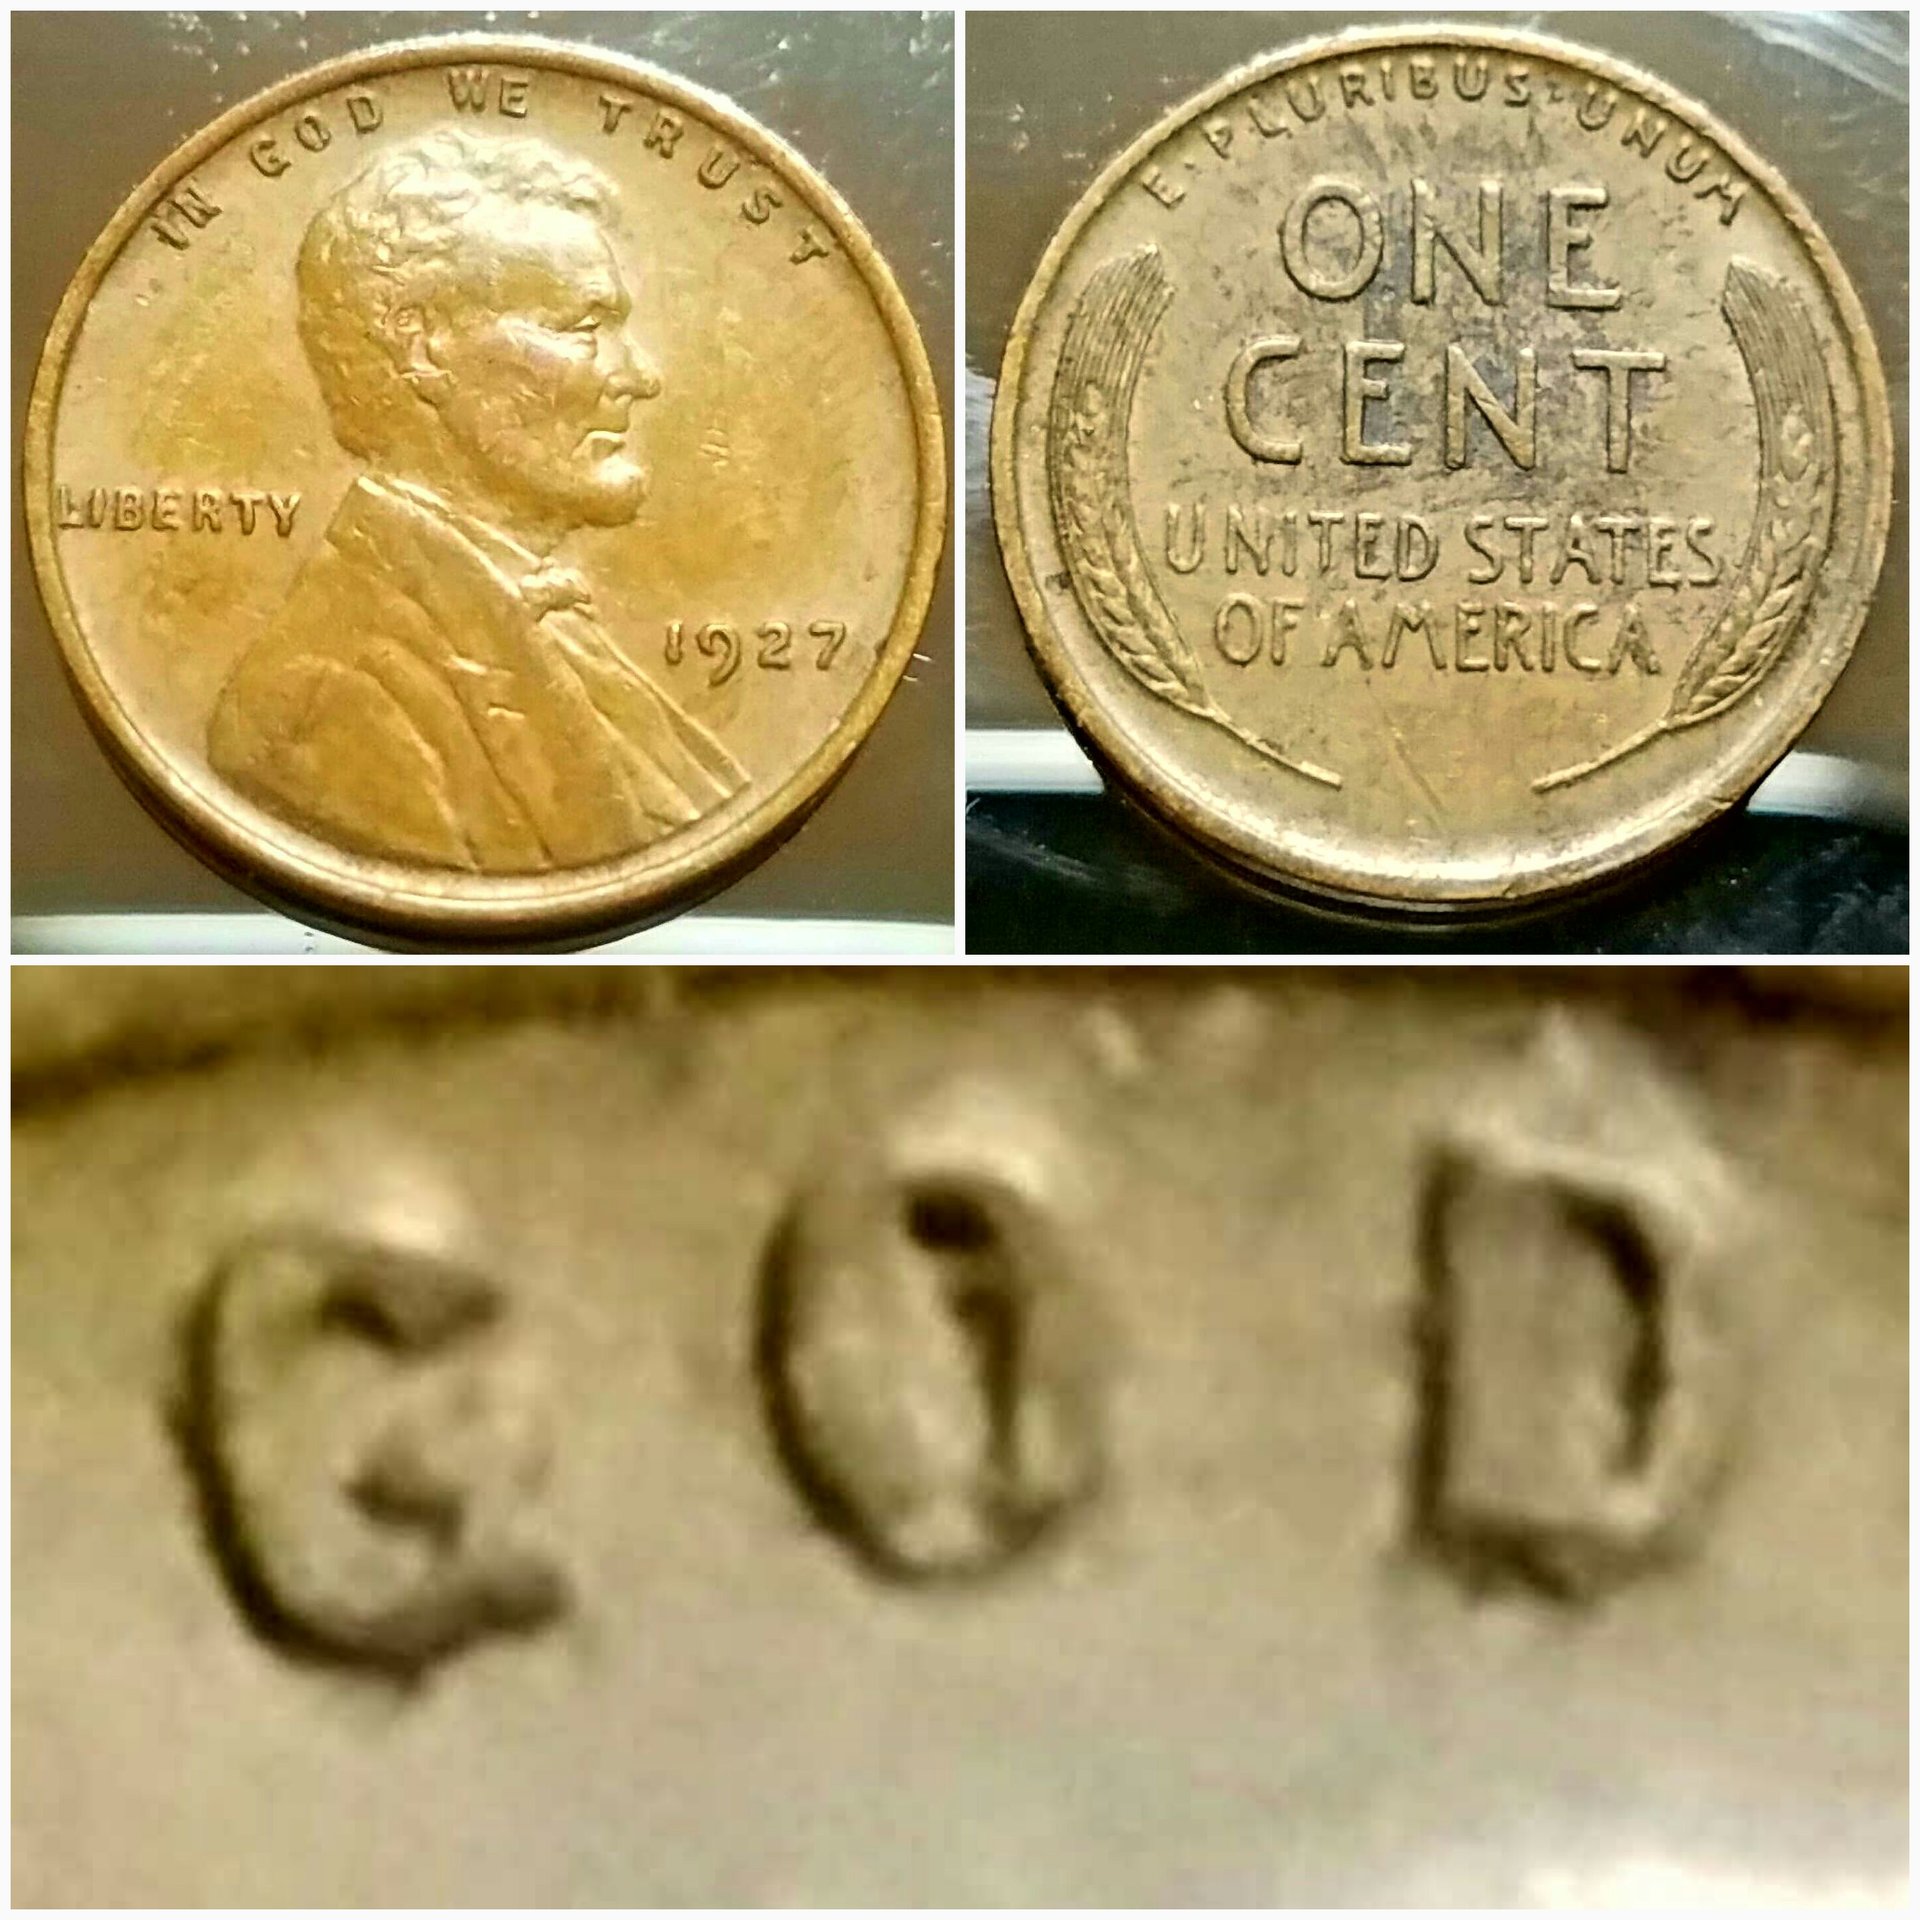 IN GOD WE TRUST
LIBERTY
1927
E·PLURIBUS·UNUM
ONE
CENT
UNITED STATES
OF AMERICA
GOD